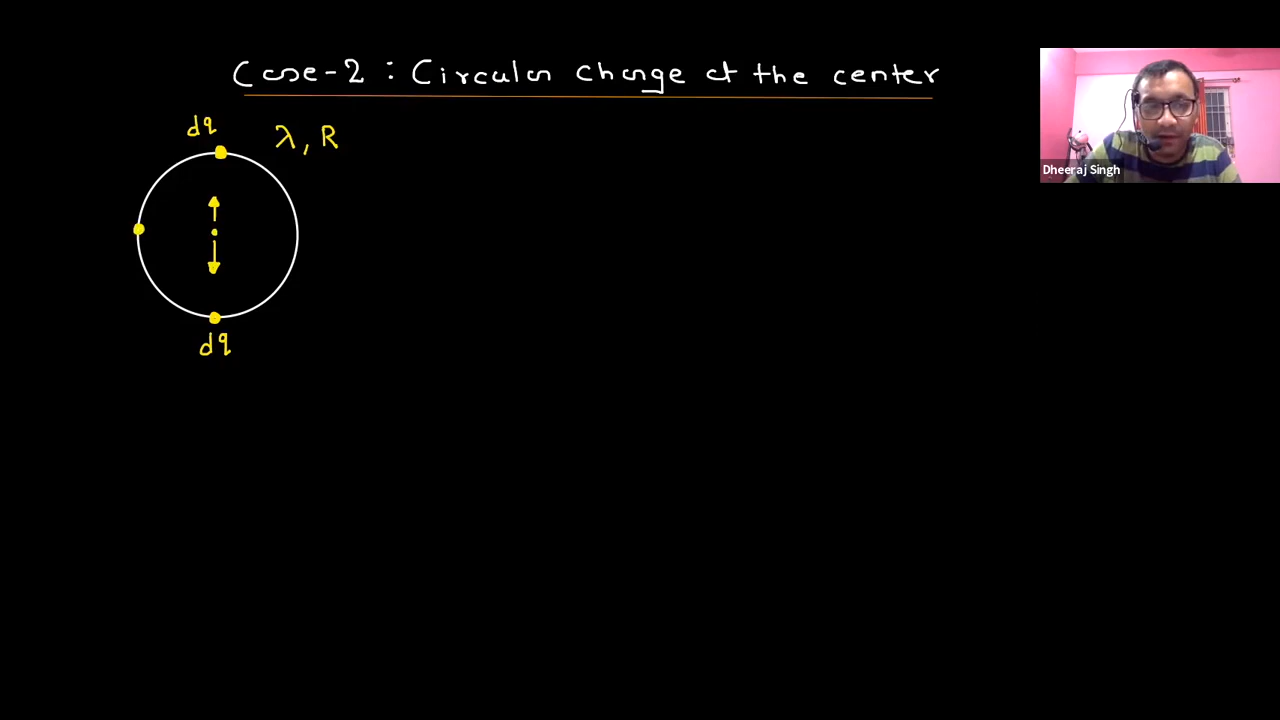 Case-2 : Circular charge at the center
dq
λ, R
dq
Dheeraj Singh